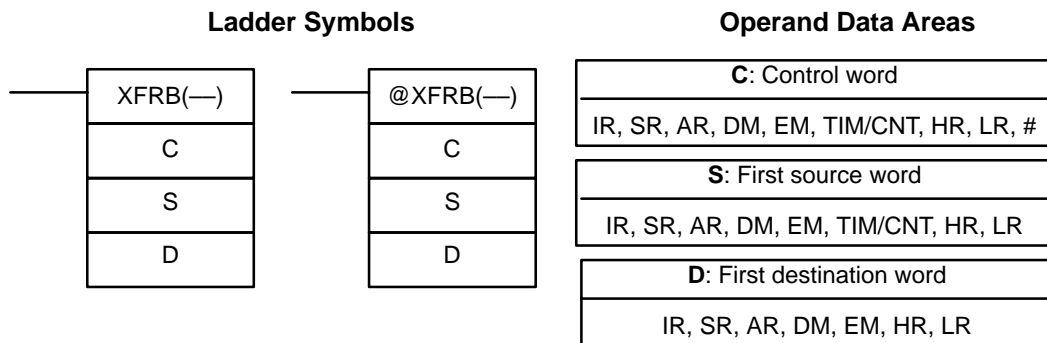 Ladder Symbols
XFRB(—)
C
S
D
@XFRB(—)
C
S
D
Operand Data Areas
C: Control word
IR, SR, AR, DM, EM, TIM/CNT, HR, LR, #
S: First source word
IR, SR, AR, DM, EM, TIM/CNT, HR, LR
D: First destination word
IR, SR, AR, DM, EM, HR, LR